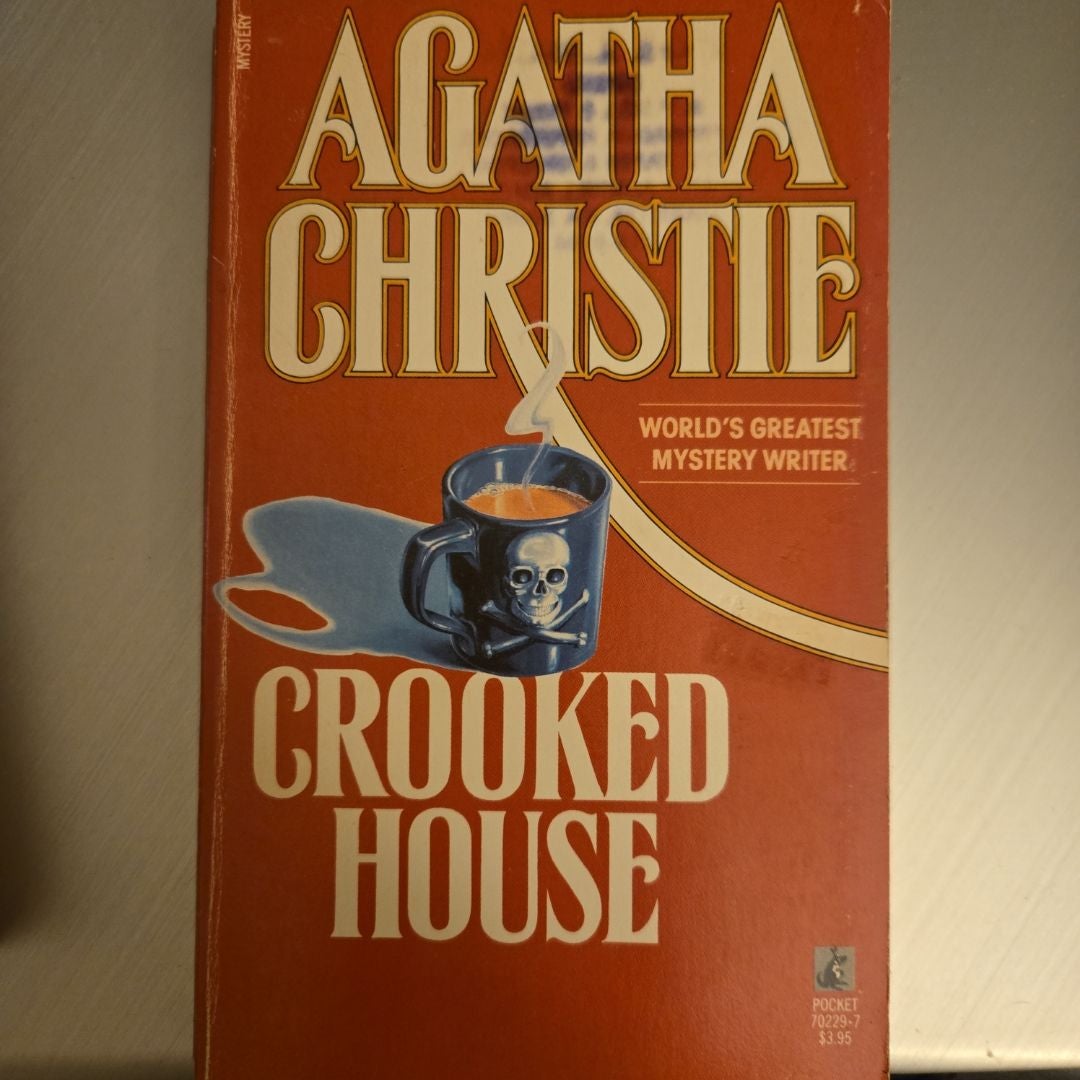 MYSTERY
AGATHA
CHRISTIE
WORLD'S GREATEST
MYSTERY WRITER
CROOKED
HOUSE
POCKET
70229-7
$3.95